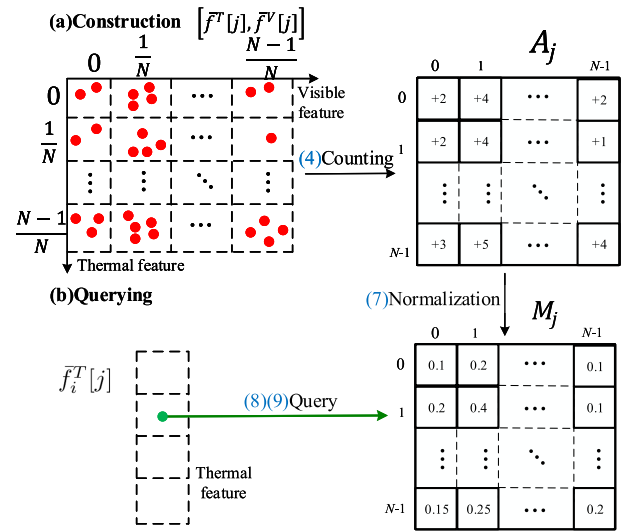 (a)Construction [f̄^T[j], f̄^V[j]]
0 1/N (N−1)/N
Visible feature
0
1/N ⋯
⋮ ⋮ ⋱ ⋮
(N−1)/N ⋯
Thermal feature
(4)Counting
A_j
0 1 N-1
0 +2 +4 ⋯ +2
1 +2 +4 ⋯ +1
⋮ ⋮ ⋱ ⋮
N-1 +3 +5 ⋯ +4
(7)Normalization
(b)Querying
M_j
0 1 N-1
0 0.1 0.2 ⋯ 0.1
1 0.2 0.4 ⋯ 0.1
⋮ ⋮ ⋱ ⋮
N-1 0.15 0.25 ⋯ 0.2
f̄_i^T[j]
(8)(9)Query
Thermal
feature